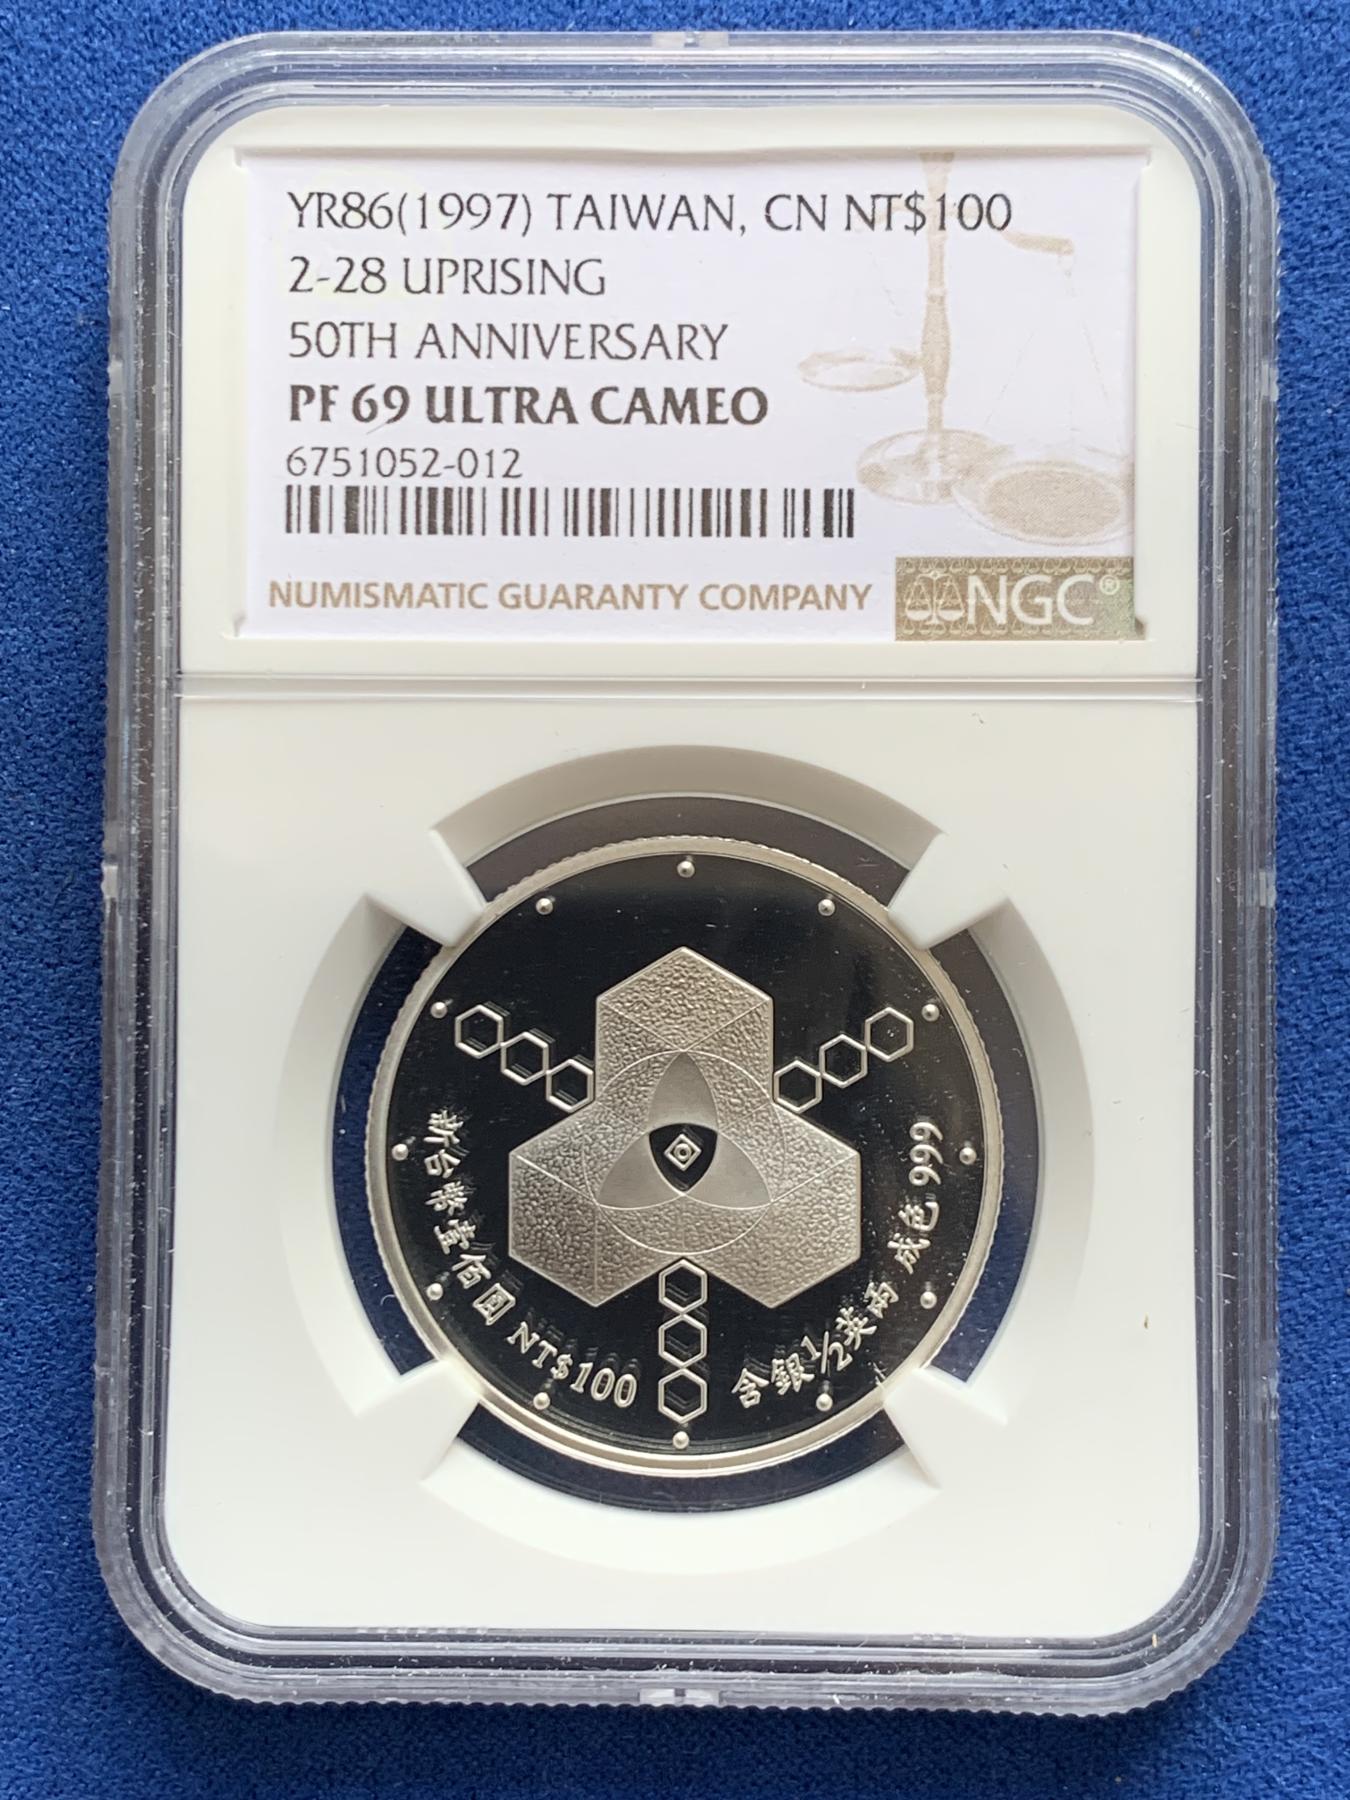 YR86(1997) TAIWAN, CN NT$100
2-28 UPRISING
50TH ANNIVERSARY
PF 69 ULTRA CAMEO
6751052-012
NUMISMATIC GUARANTY COMPANY
NGC®
新台幣壹佰圓 NT$100
含銀1/2英兩 成色 999